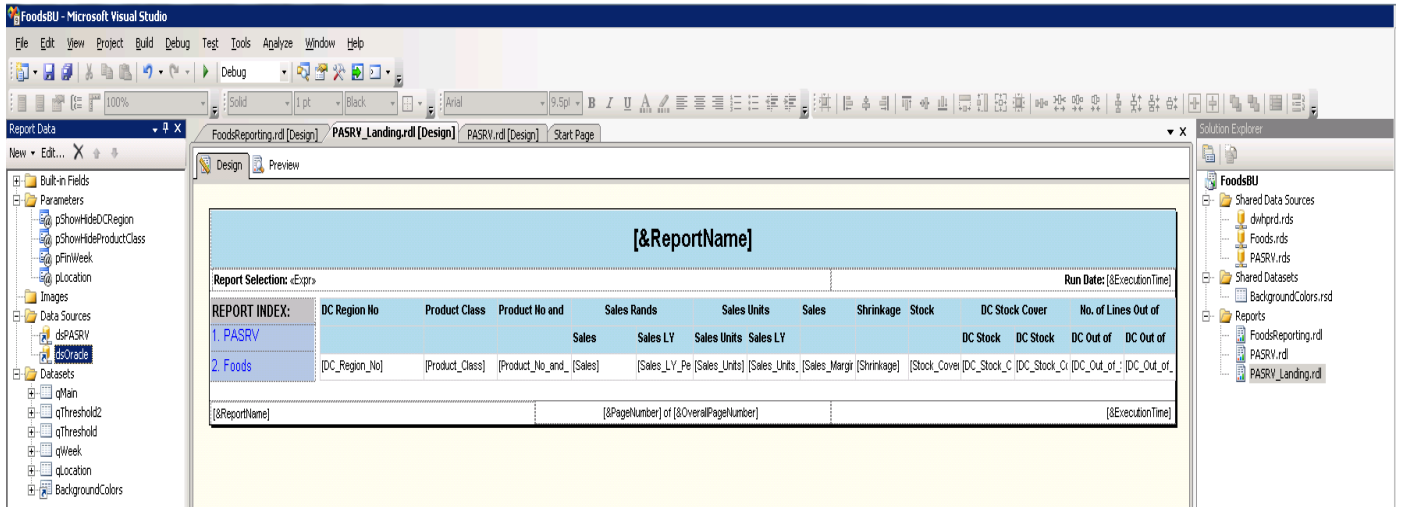 FoodsBU - Microsoft Visual Studio
File Edit View Project Build Debug Test Tools Analyze Window Help
Debug
100% Solid 1 pt Black Arial 9.5pt B I U A
Report Data
New Edit...
Built-in Fields
Parameters
pShowHideDCRegion
pShowHideProductClass
pFinWeek
pLocation
Images
Data Sources
dsPASRV
dsOracle
Datasets
qMain
qThreshold2
qThreshold
qWeek
qLocation
BackgroundColors
FoodsReporting.rdl [Design] PASRV_Landing.rdl [Design] PASRV.rdl [Design] Start Page
Design Preview
[&ReportName]
Report Selection: «Expr» Run Date: [&ExecutionTime]
REPORT INDEX: DC Region No Product Class Product No and Sales Rands Sales Units Sales Shrinkage Stock DC Stock Cover No. of Lines Out of
1. PASRV Sales Sales LY Sales Units Sales LY DC Stock DC Stock DC Out of DC Out of
2. Foods [DC_Region_No] [Product_Class] [Product_No_and_ [Sales] [Sales_LY_Pe [Sales_Units] [Sales_Units_ [Sales_Margir [Shrinkage] [Stock_Cover [DC_Stock_C [DC_Stock_Co [DC_Out_of_ [DC_Out_of_
[&ReportName] [&PageNumber] of [&OverallPageNumber] [&ExecutionTime]
Solution Explorer
FoodsBU
Shared Data Sources
dwhprd.rds
Foods.rds
PASRV.rds
Shared Datasets
BackgroundColors.rsd
Reports
FoodsReporting.rdl
PASRV.rdl
PASRV_Landing.rdl